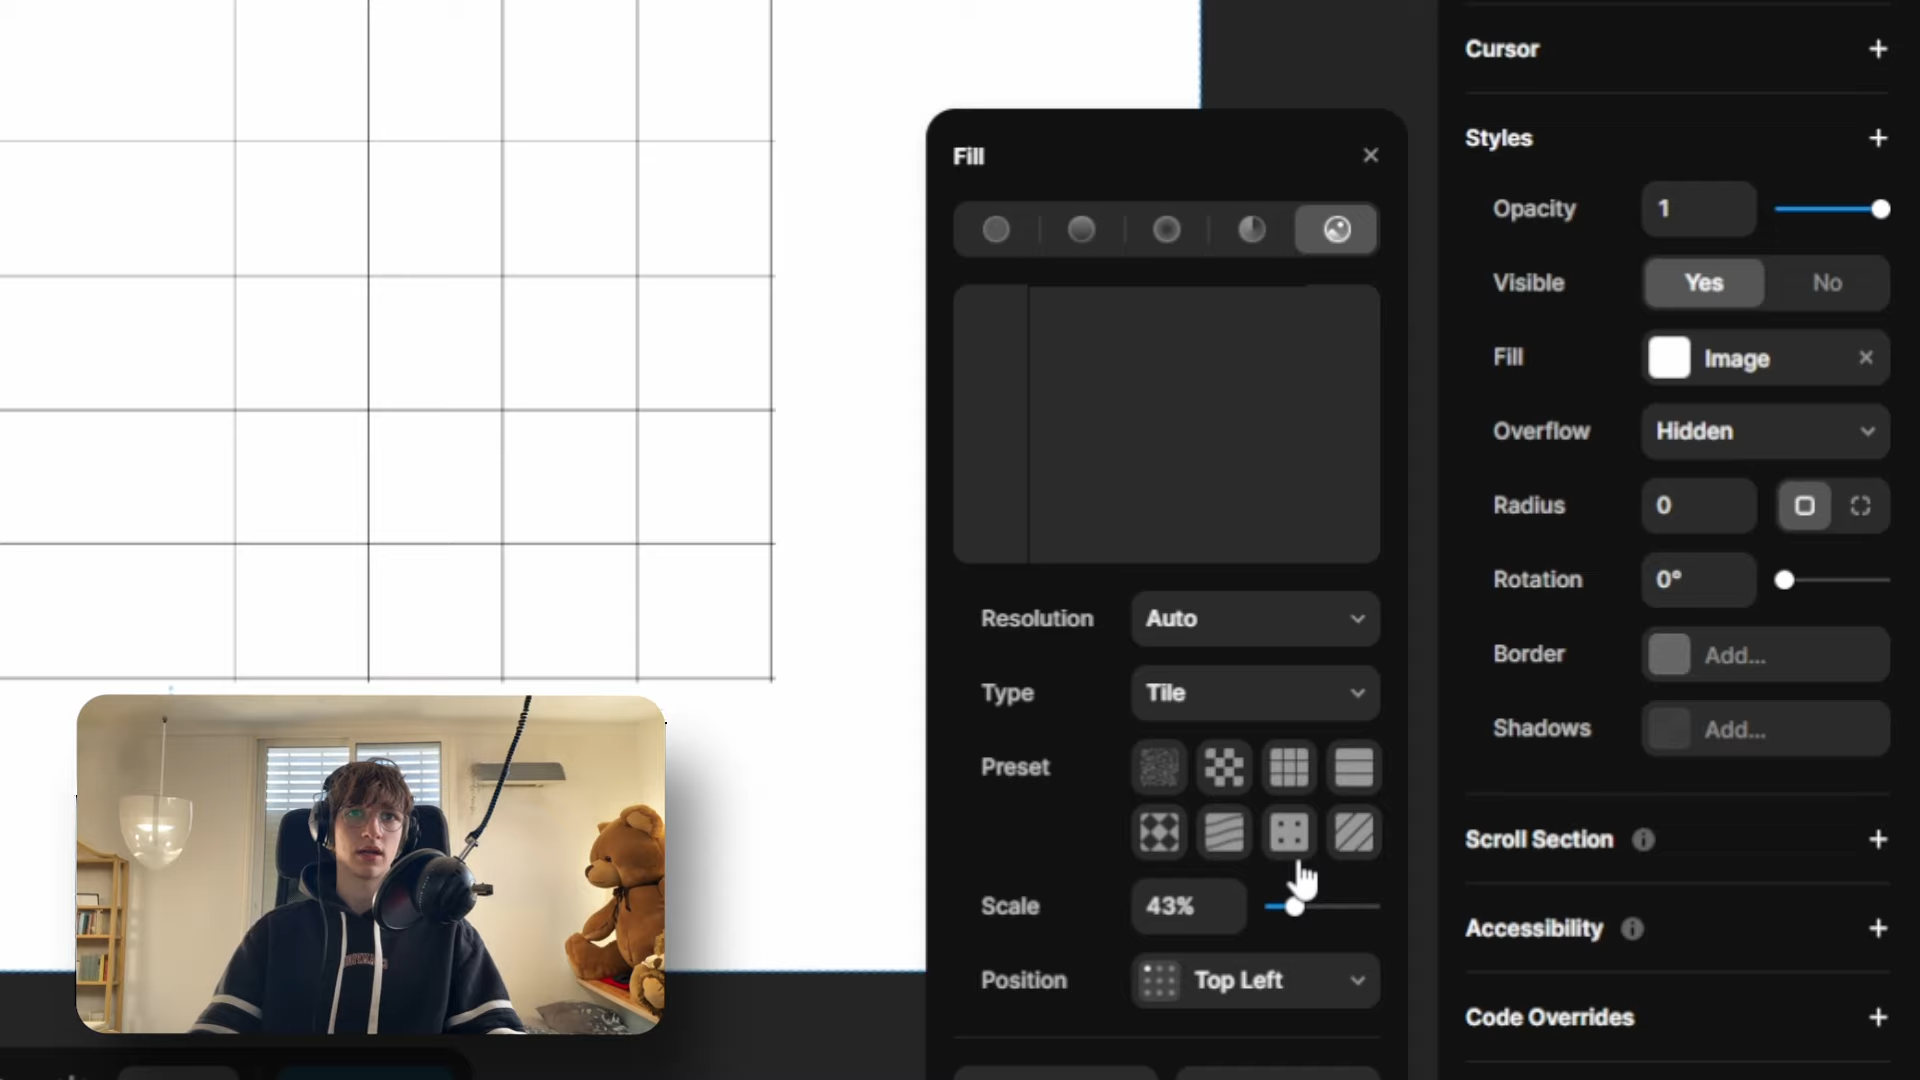 Fill
Resolution
Auto
Type
Tile
Preset
Scale
43%
Position
Top Left
Cursor
Styles
Opacity
1
Visible
Yes
No
Fill
Image
Overflow
Hidden
Radius
0
Rotation
0°
Border
Add...
Shadows
Add...
Scroll Section
Accessibility
Code Overrides